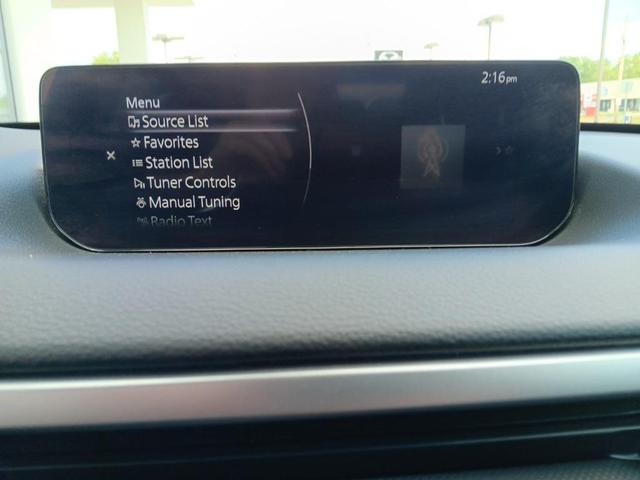 2:16pm
Menu
Source List
Favorites
Station List
Tuner Controls
Manual Tuning
Radio Text